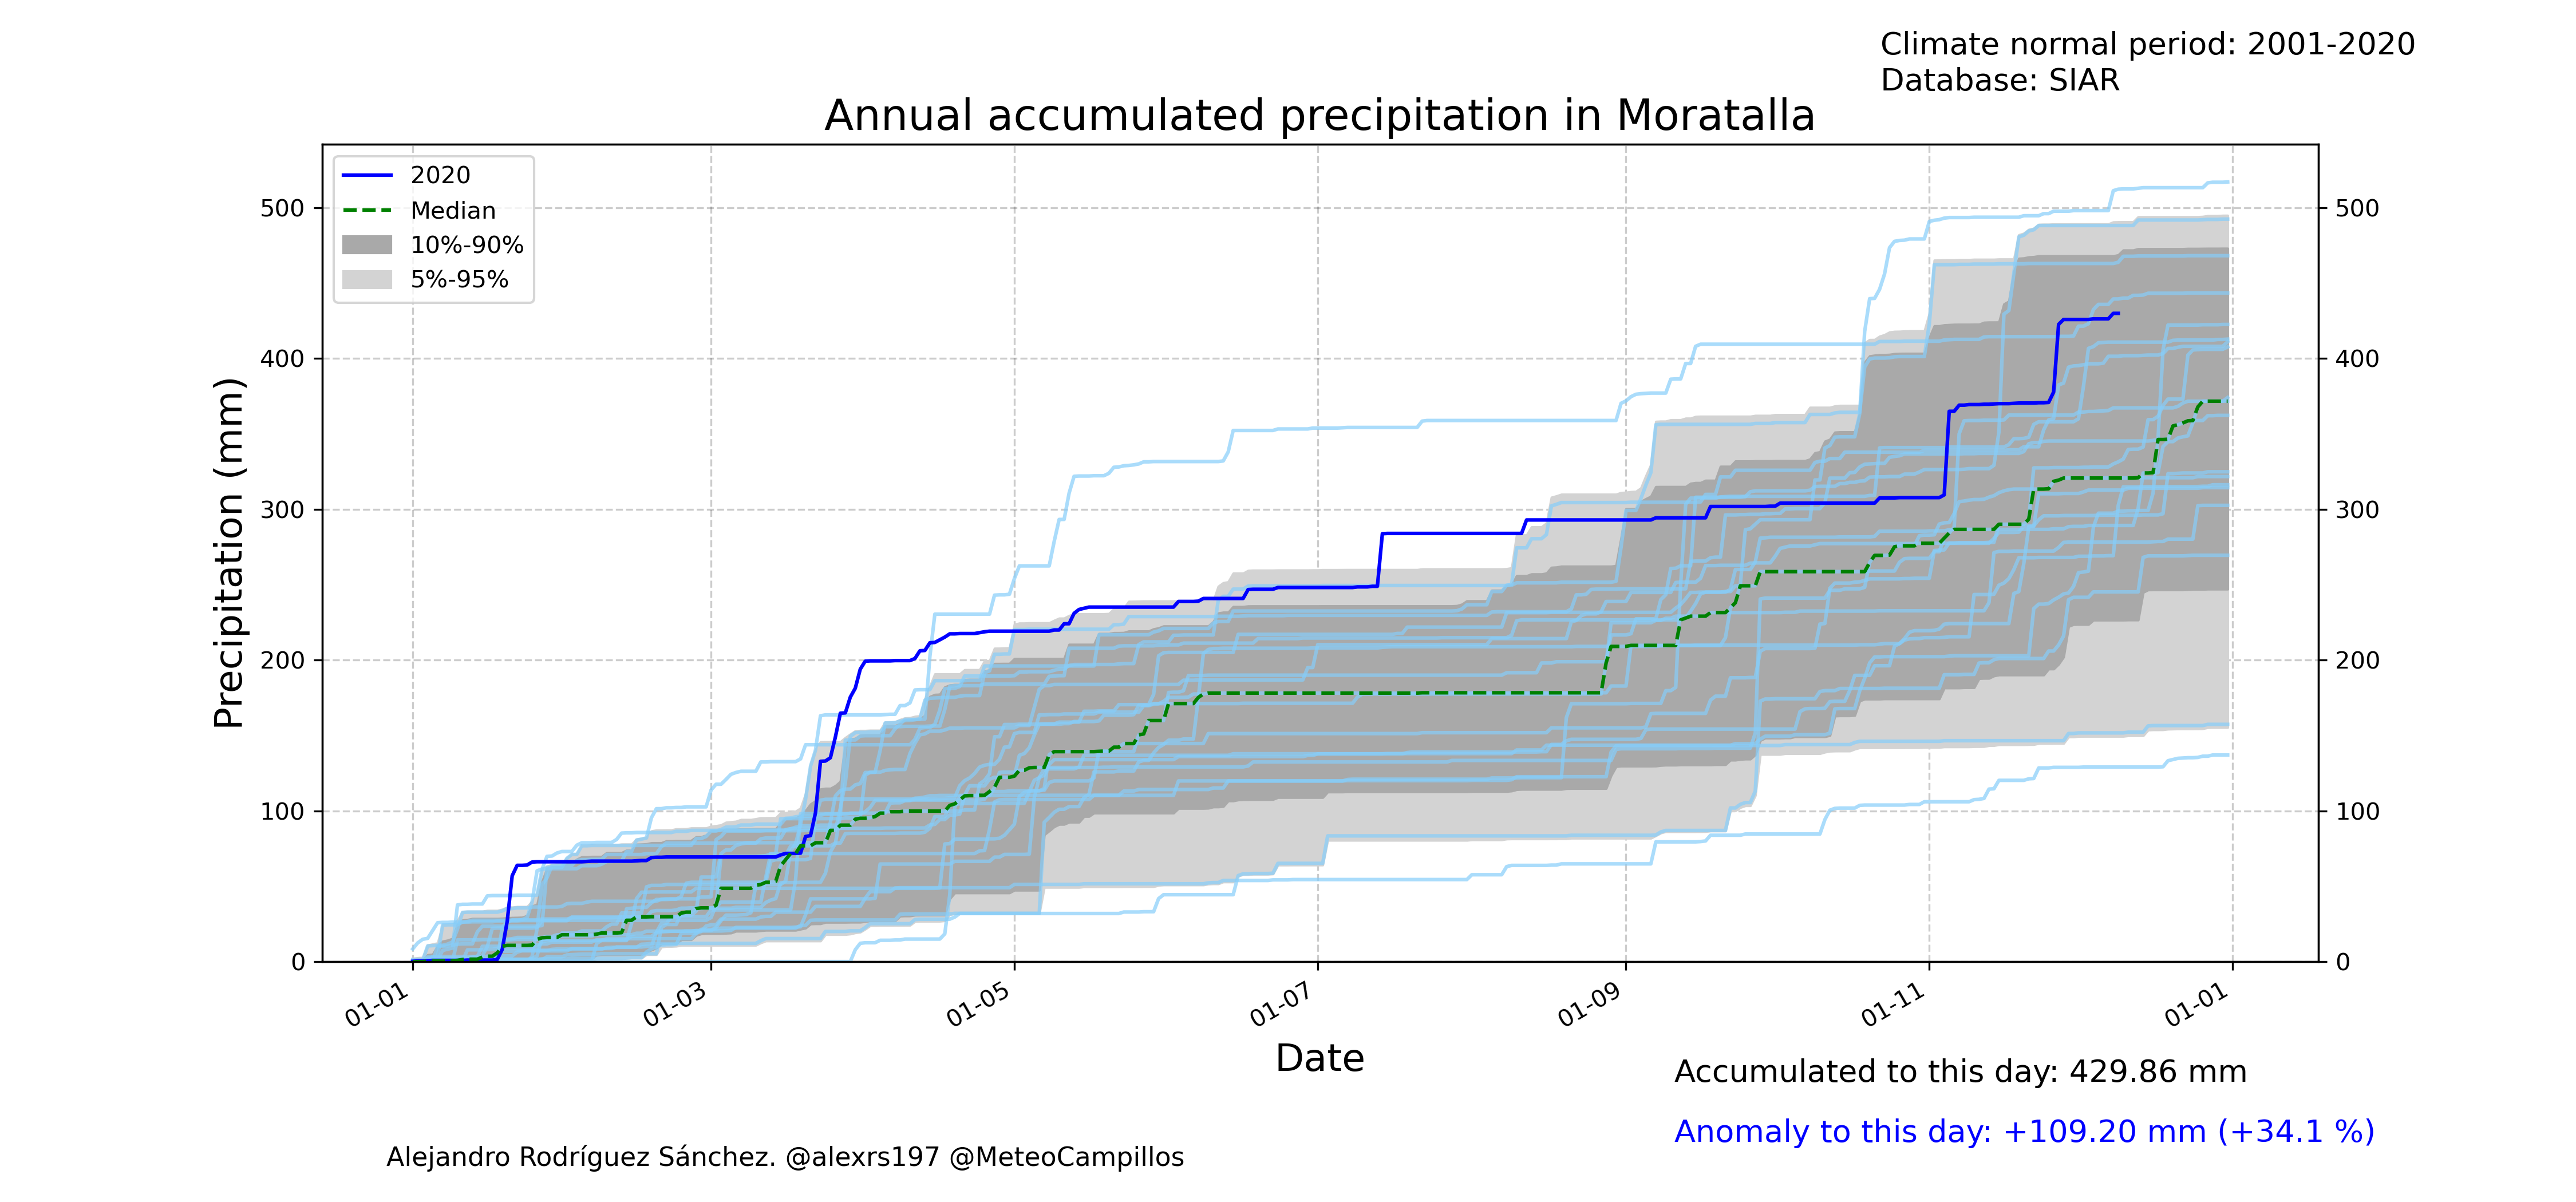 Climate normal period: 2001-2020
Database: SIAR
Annual accumulated precipitation in Moratalla
2020
Median
10%-90%
5%-95%
Precipitation (mm)
500
400
300
200
100
0
500
400
300
200
100
0
01-01
01-03
01-05
01-07
01-09
01-11
01-01
Date
Accumulated to this day: 429.86 mm
Anomaly to this day: +109.20 mm (+34.1 %)
Alejandro Rodríguez Sánchez. @alexrs197 @MeteoCampillos